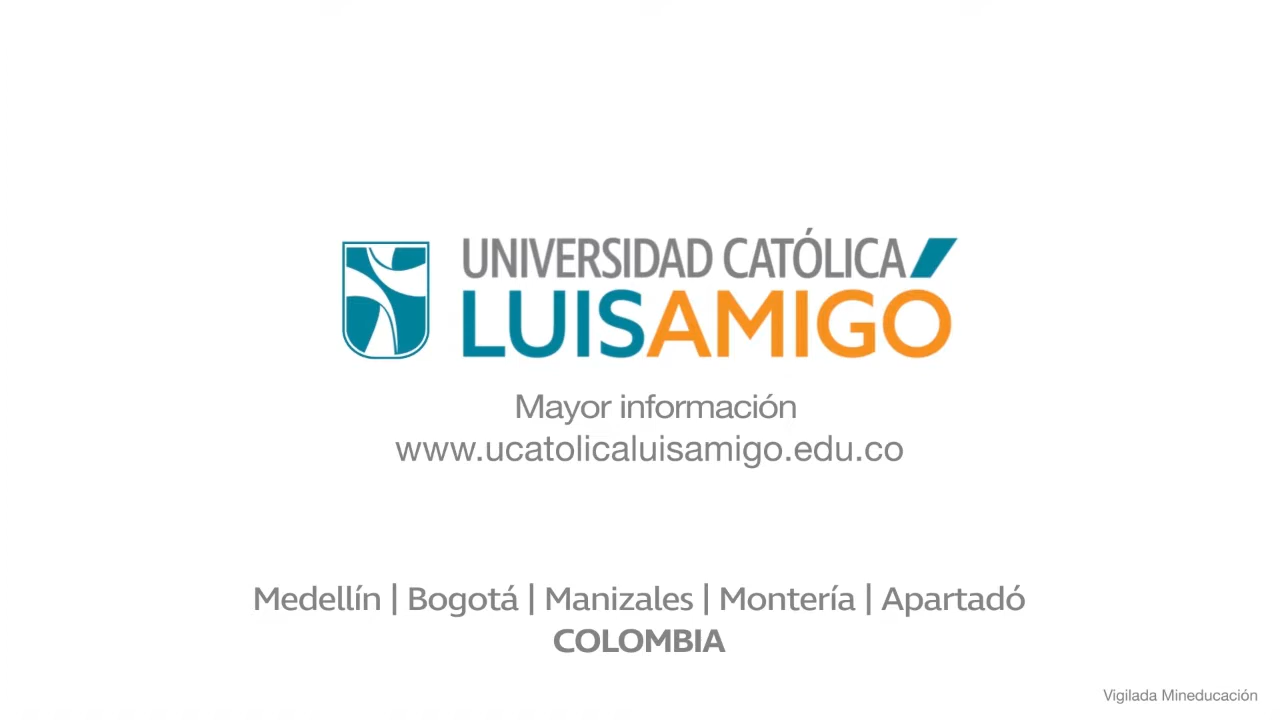 UNIVERSIDAD CATÓLICA
LUISAMIGÓ
Mayor información
www.ucatolicaluisamigo.edu.co
Medellín | Bogotá | Manizales | Montería | Apartadó
COLOMBIA
Vigilada Mineducación